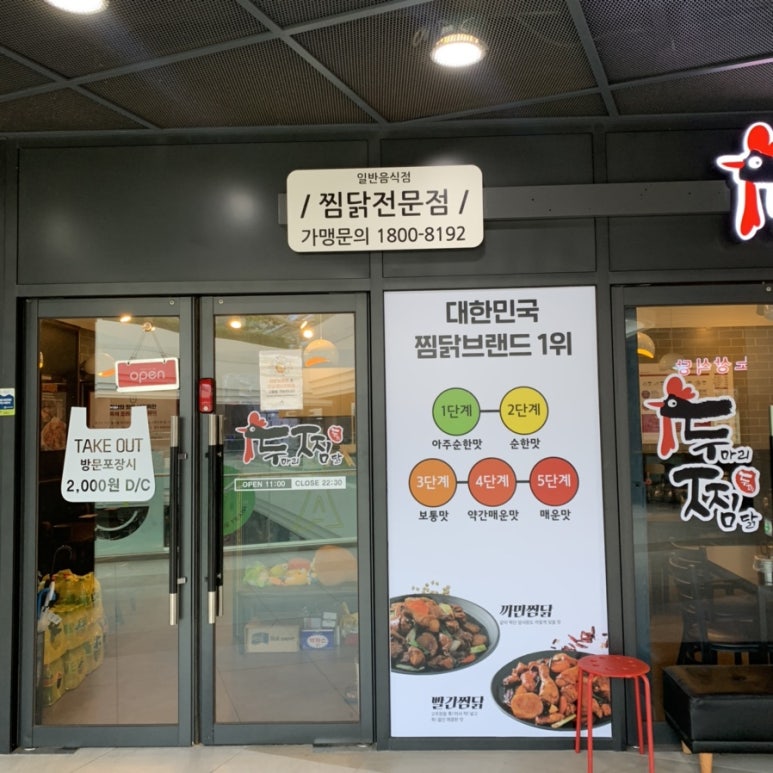 일반음식점
/ 찜닭전문점 /
가맹문의 1800-8192
open
TAKE OUT
방문포장시
2,000원 D/C
두마리찜닭
OPEN 11:00 CLOSE 22:30
대한민국
찜닭브랜드 1위
1단계 2단계
아주순한맛 순한맛
3단계 4단계 5단계
보통맛 약간매운맛 매운맛
까만찜닭
빨간찜닭
두마리
찜닭